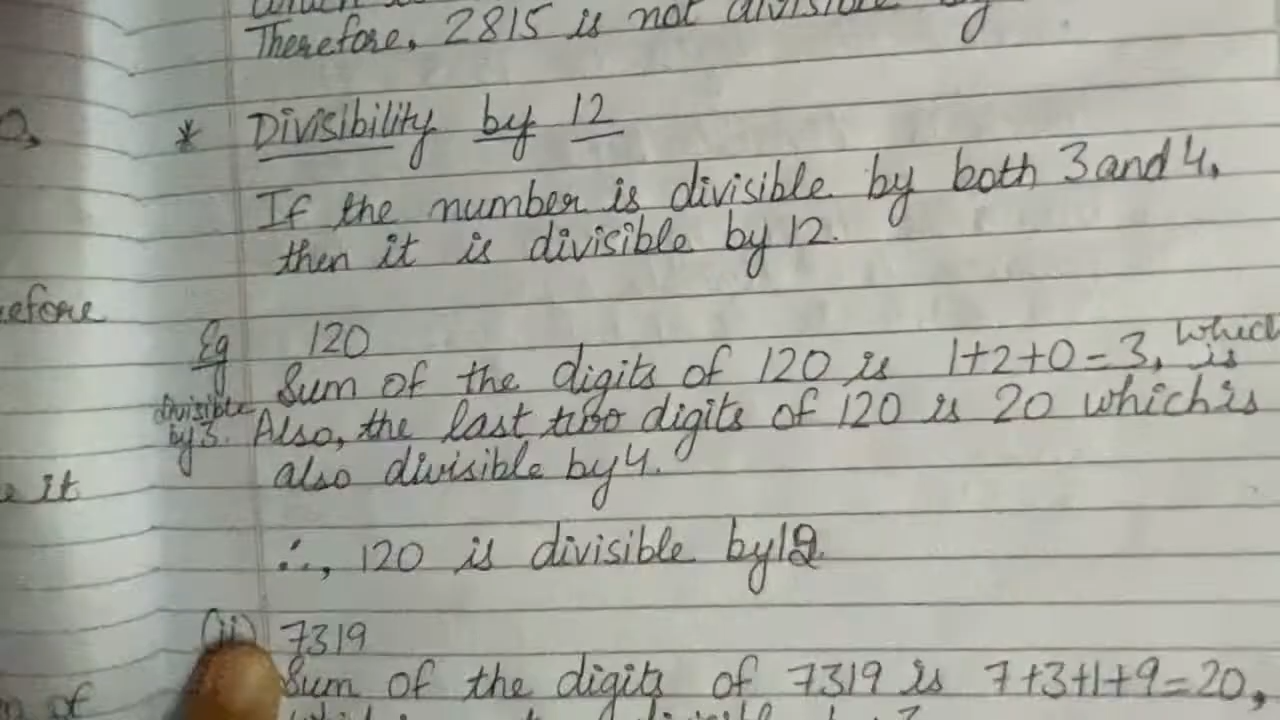 Therefore, 2815 is not divisible by
* Divisibility by 12
If the number is divisible by both 3 and 4,
then it is divisible by 12.
efore
Eg 120
Sum of the digits of 120 is 1+2+0=3, which is
divisible by 3. Also, the last two digits of 120 is 20 which is
also divisible by 4.
it
∴, 120 is divisible by 12
(ii) 7319
Sum of the digits of 7319 is 7+3+1+9=20,
of